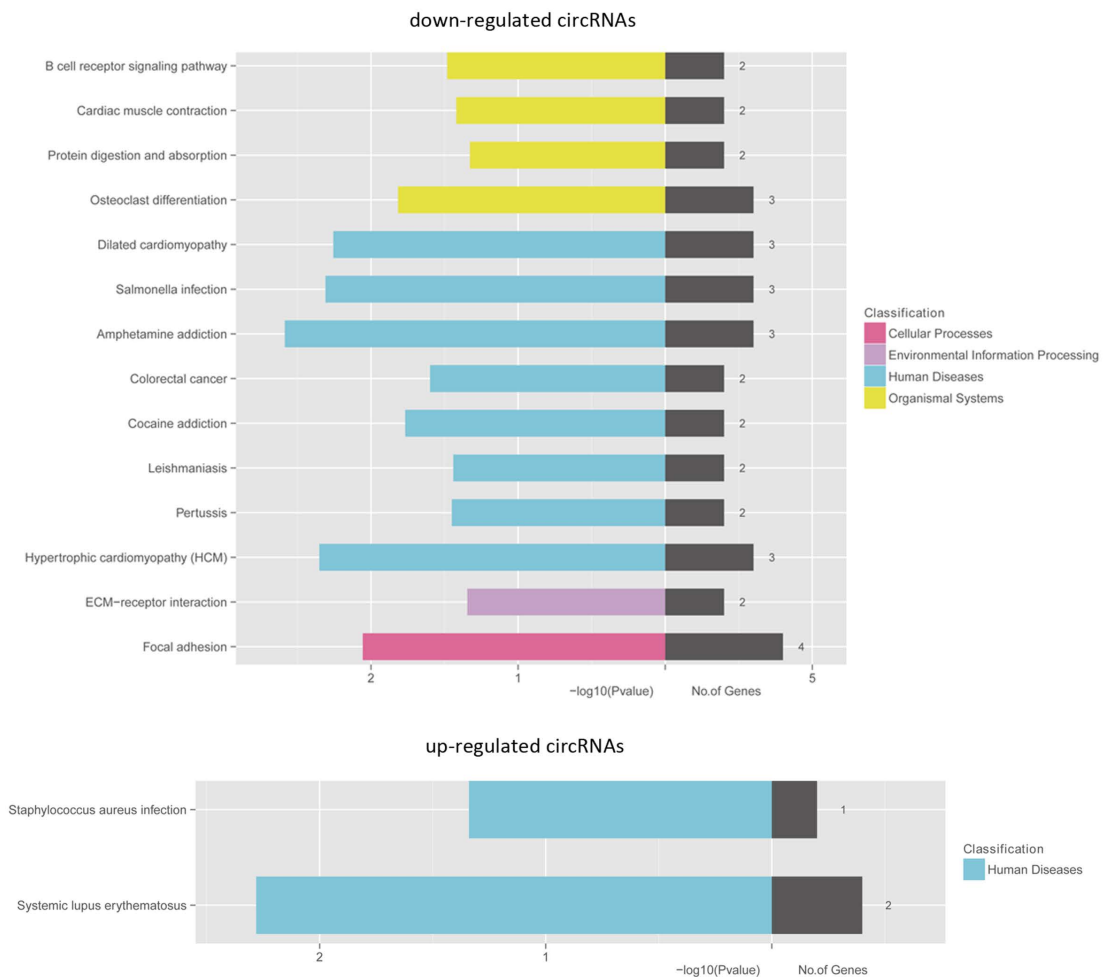 down-regulated circRNAs
B cell receptor signaling pathway
2
Cardiac muscle contraction
2
Protein digestion and absorption
2
Osteoclast differentiation
3
Dilated cardiomyopathy
3
Salmonella infection
3
Amphetamine addiction
3
Colorectal cancer
2
Cocaine addiction
2
Leishmaniasis
2
Pertussis
2
Hypertrophic cardiomyopathy (HCM)
3
ECM−receptor interaction
2
Focal adhesion
4
2 1 5
−log10(Pvalue) No.of Genes
Classification
Cellular Processes
Environmental Information Processing
Human Diseases
Organismal Systems
up-regulated circRNAs
Staphylococcus aureus infection
1
Systemic lupus erythematosus
2
2 1
−log10(Pvalue) No.of Genes
Classification
Human Diseases